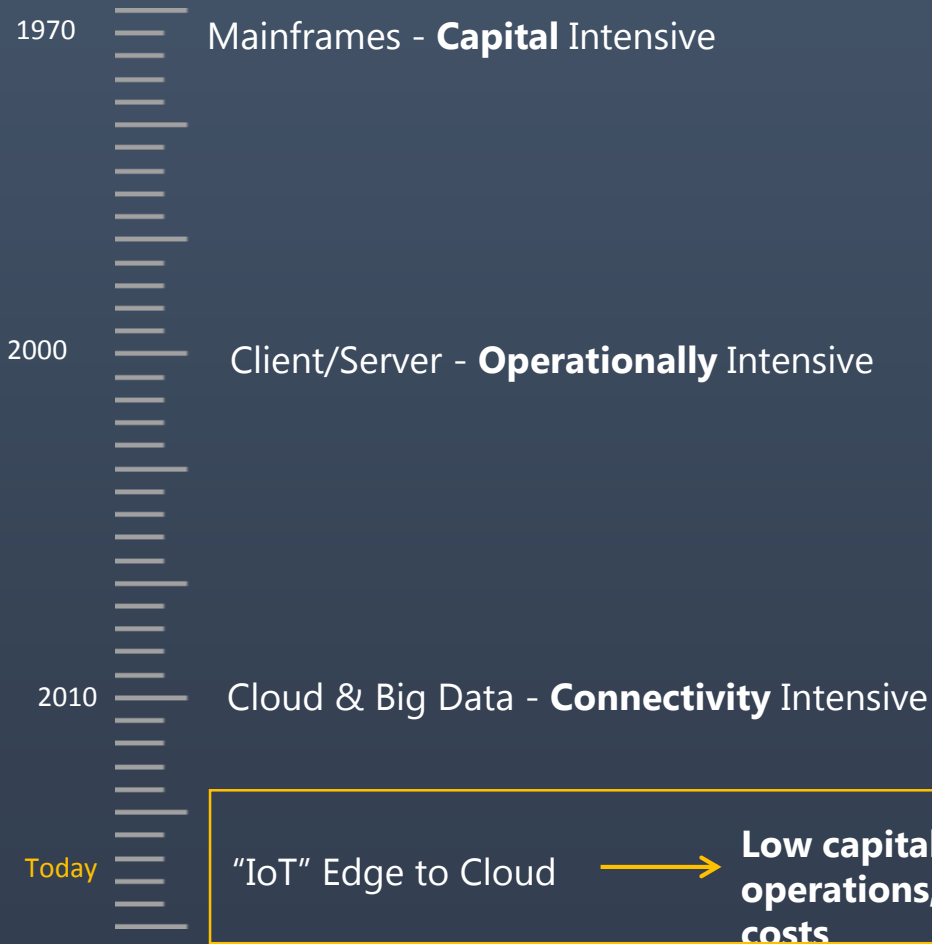 1970
Mainframes - Capital Intensive
2000
Client/Server - Operationally Intensive
2010
Cloud & Big Data - Connectivity Intensive
Today
“IoT” Edge to Cloud
Low capital
operations,
costs